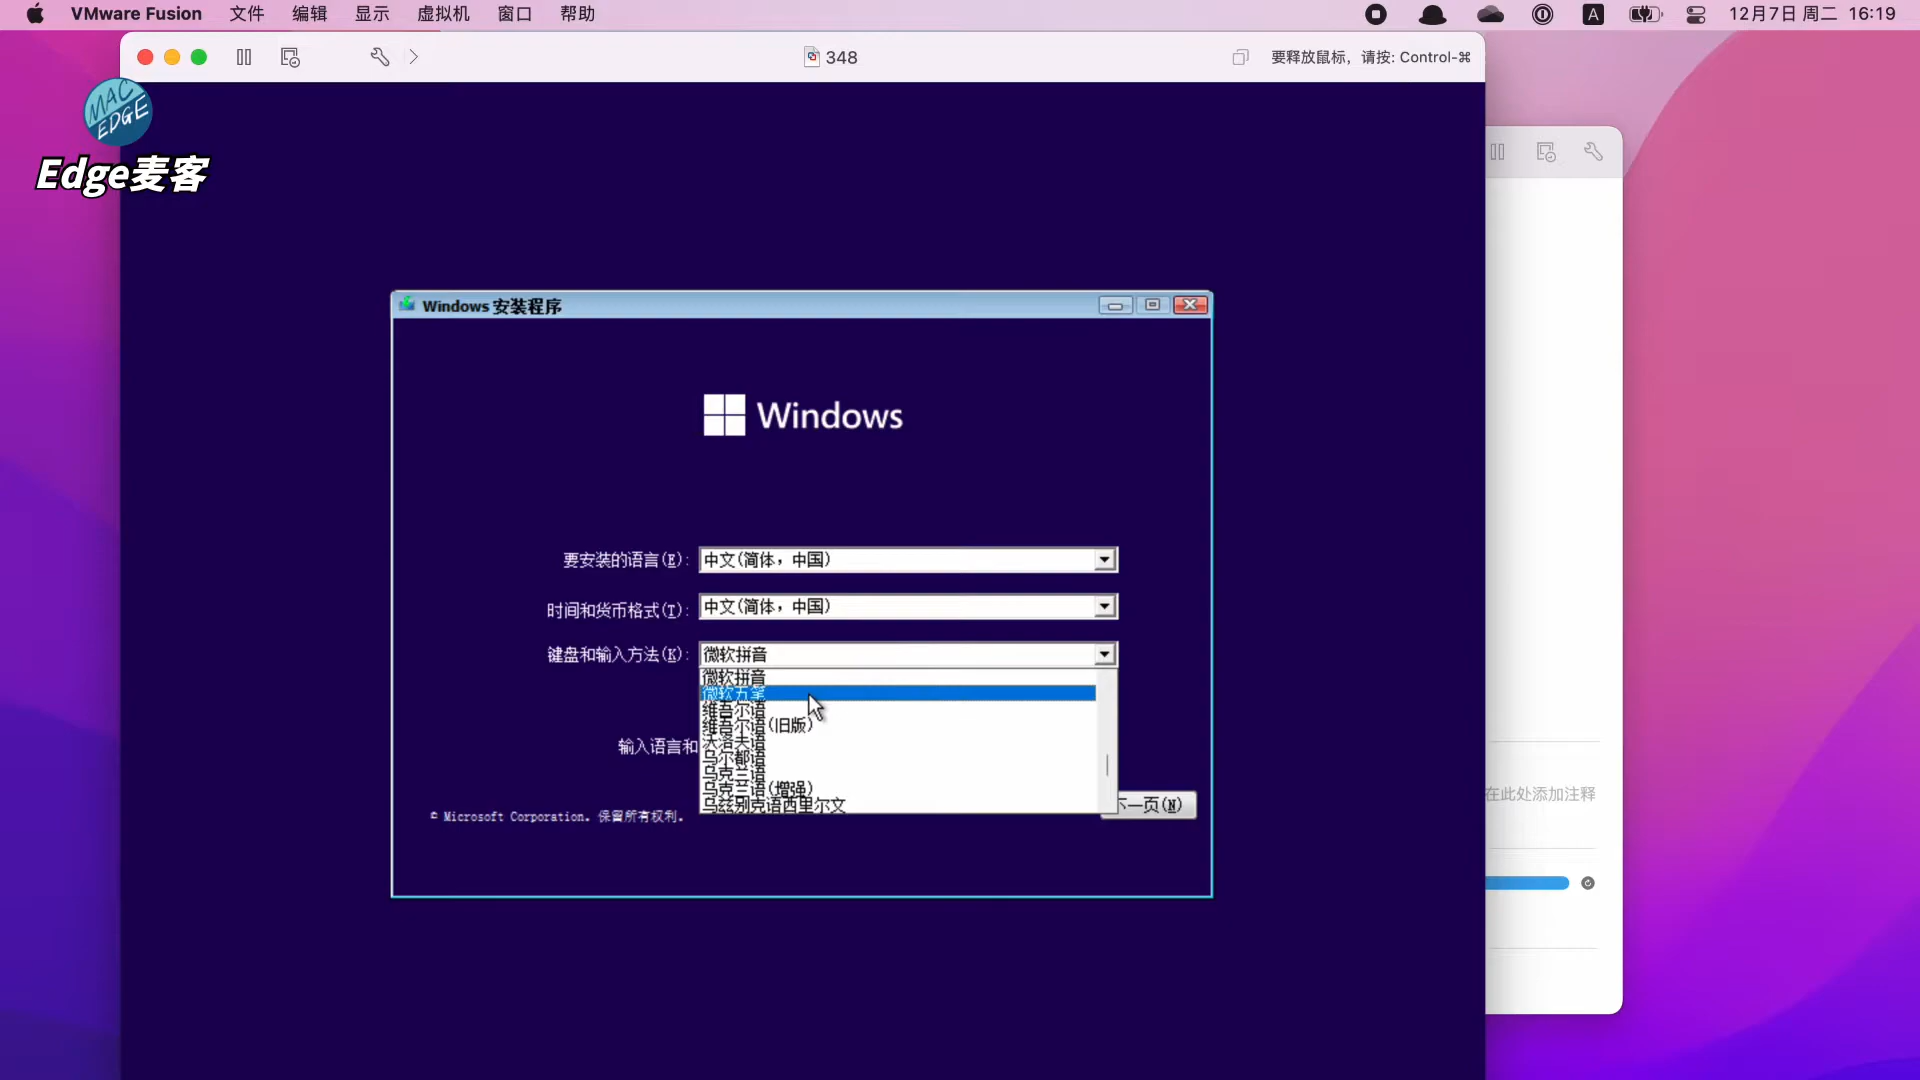 VMware Fusion 文件 编辑 显示 虚拟机 窗口 帮助 A 12月7日 周二 16:19
348
要释放鼠标，请按: Control-⌘
MAC EDGE
Edge麦客
Windows 安装程序
Windows
要安装的语言(E): 中文(简体，中国)
时间和货币格式(T): 中文(简体，中国)
键盘和输入方法(K): 微软拼音
微软拼音
微软五笔
维吾尔语
维吾尔语(旧版)
沃洛夫语
乌尔都语
乌克兰语
乌克兰语(增强)
乌兹别克语西里尔文
输入语言和
下一页(N)
© Microsoft Corporation。保留所有权利。
在此处添加注释